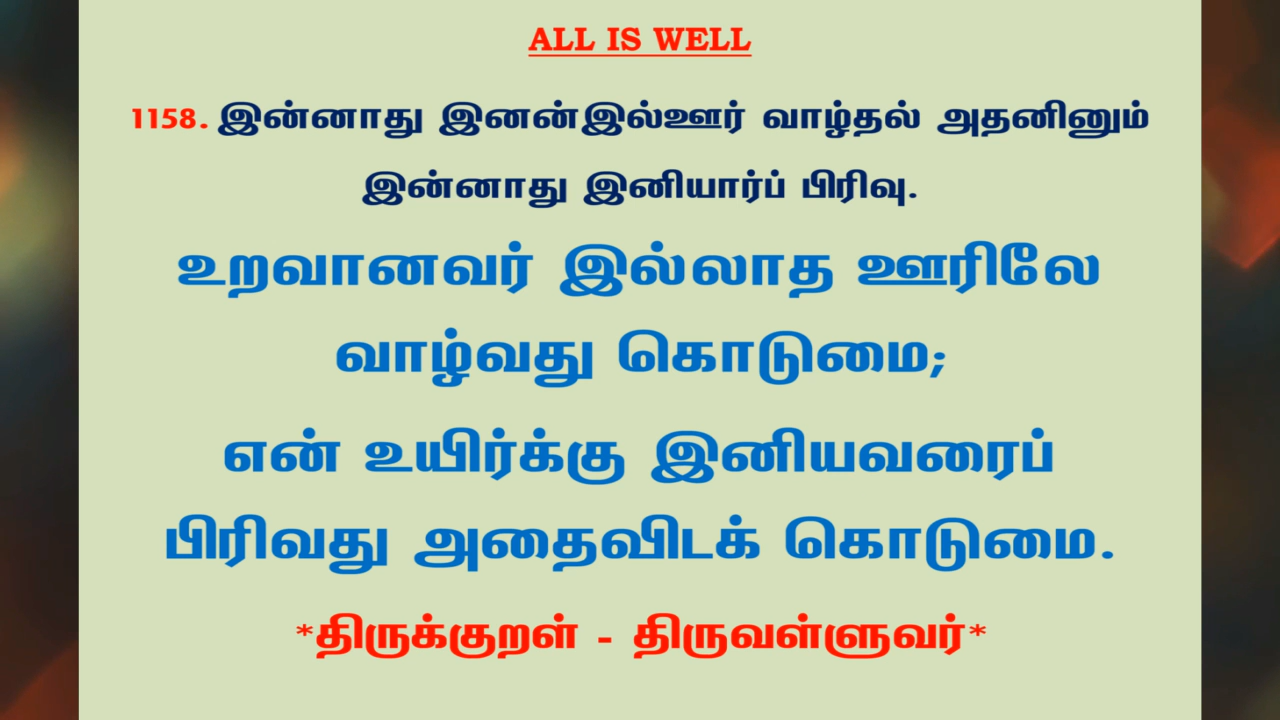 ALL IS WELL
1158. இன்னாது இனன்இல்ஊர் வாழ்தல் அதனினும்
இன்னாது இனியார்ப் பிரிவு.
உறவானவர் இல்லாத ஊரிலே
வாழ்வது கொடுமை;
என் உயிர்க்கு இனியவரைப்
பிரிவது அதைவிடக் கொடுமை.
*திருக்குறள் - திருவள்ளுவர்*